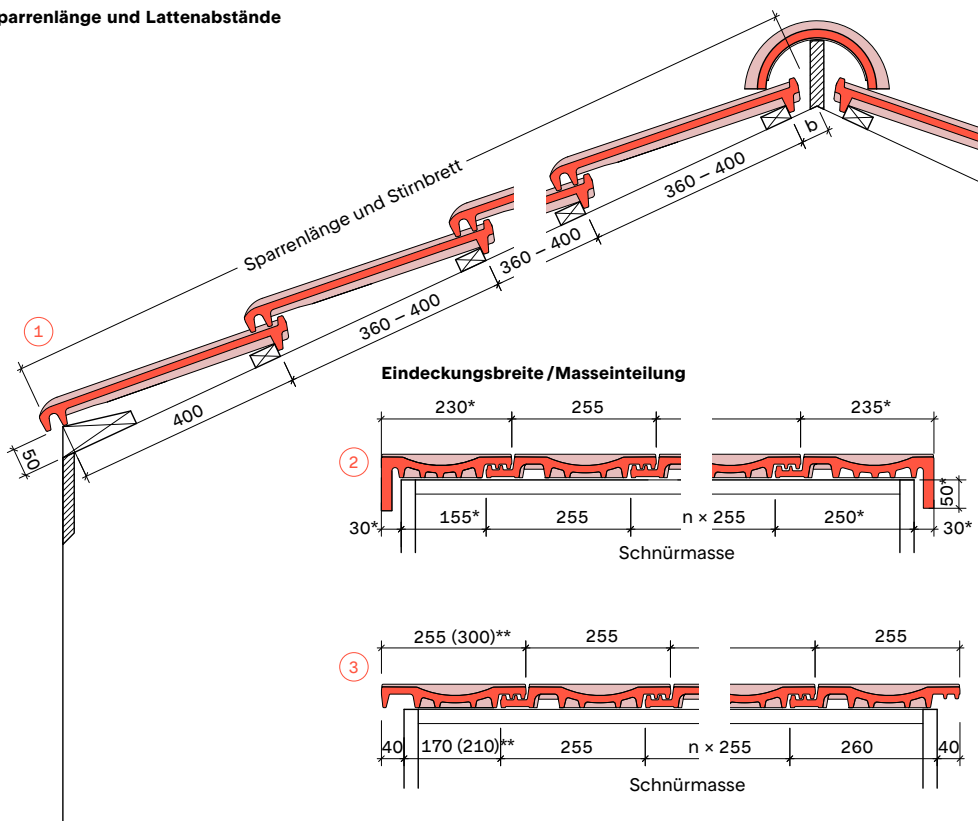 parrenlänge und Lattenabstände
b
360 – 400
Sparrenlänge und Stirnbrett
360 – 400
360 – 400
1
400
50
Eindeckungsbreite/Masseinteilung
230* 255 235*
2
50*
30* 155* 255 n × 255 250* 30*
Schnürmasse
255 (300)** 255 255
3
40 170 (210)** 255 n × 255 260 40
Schnürmasse